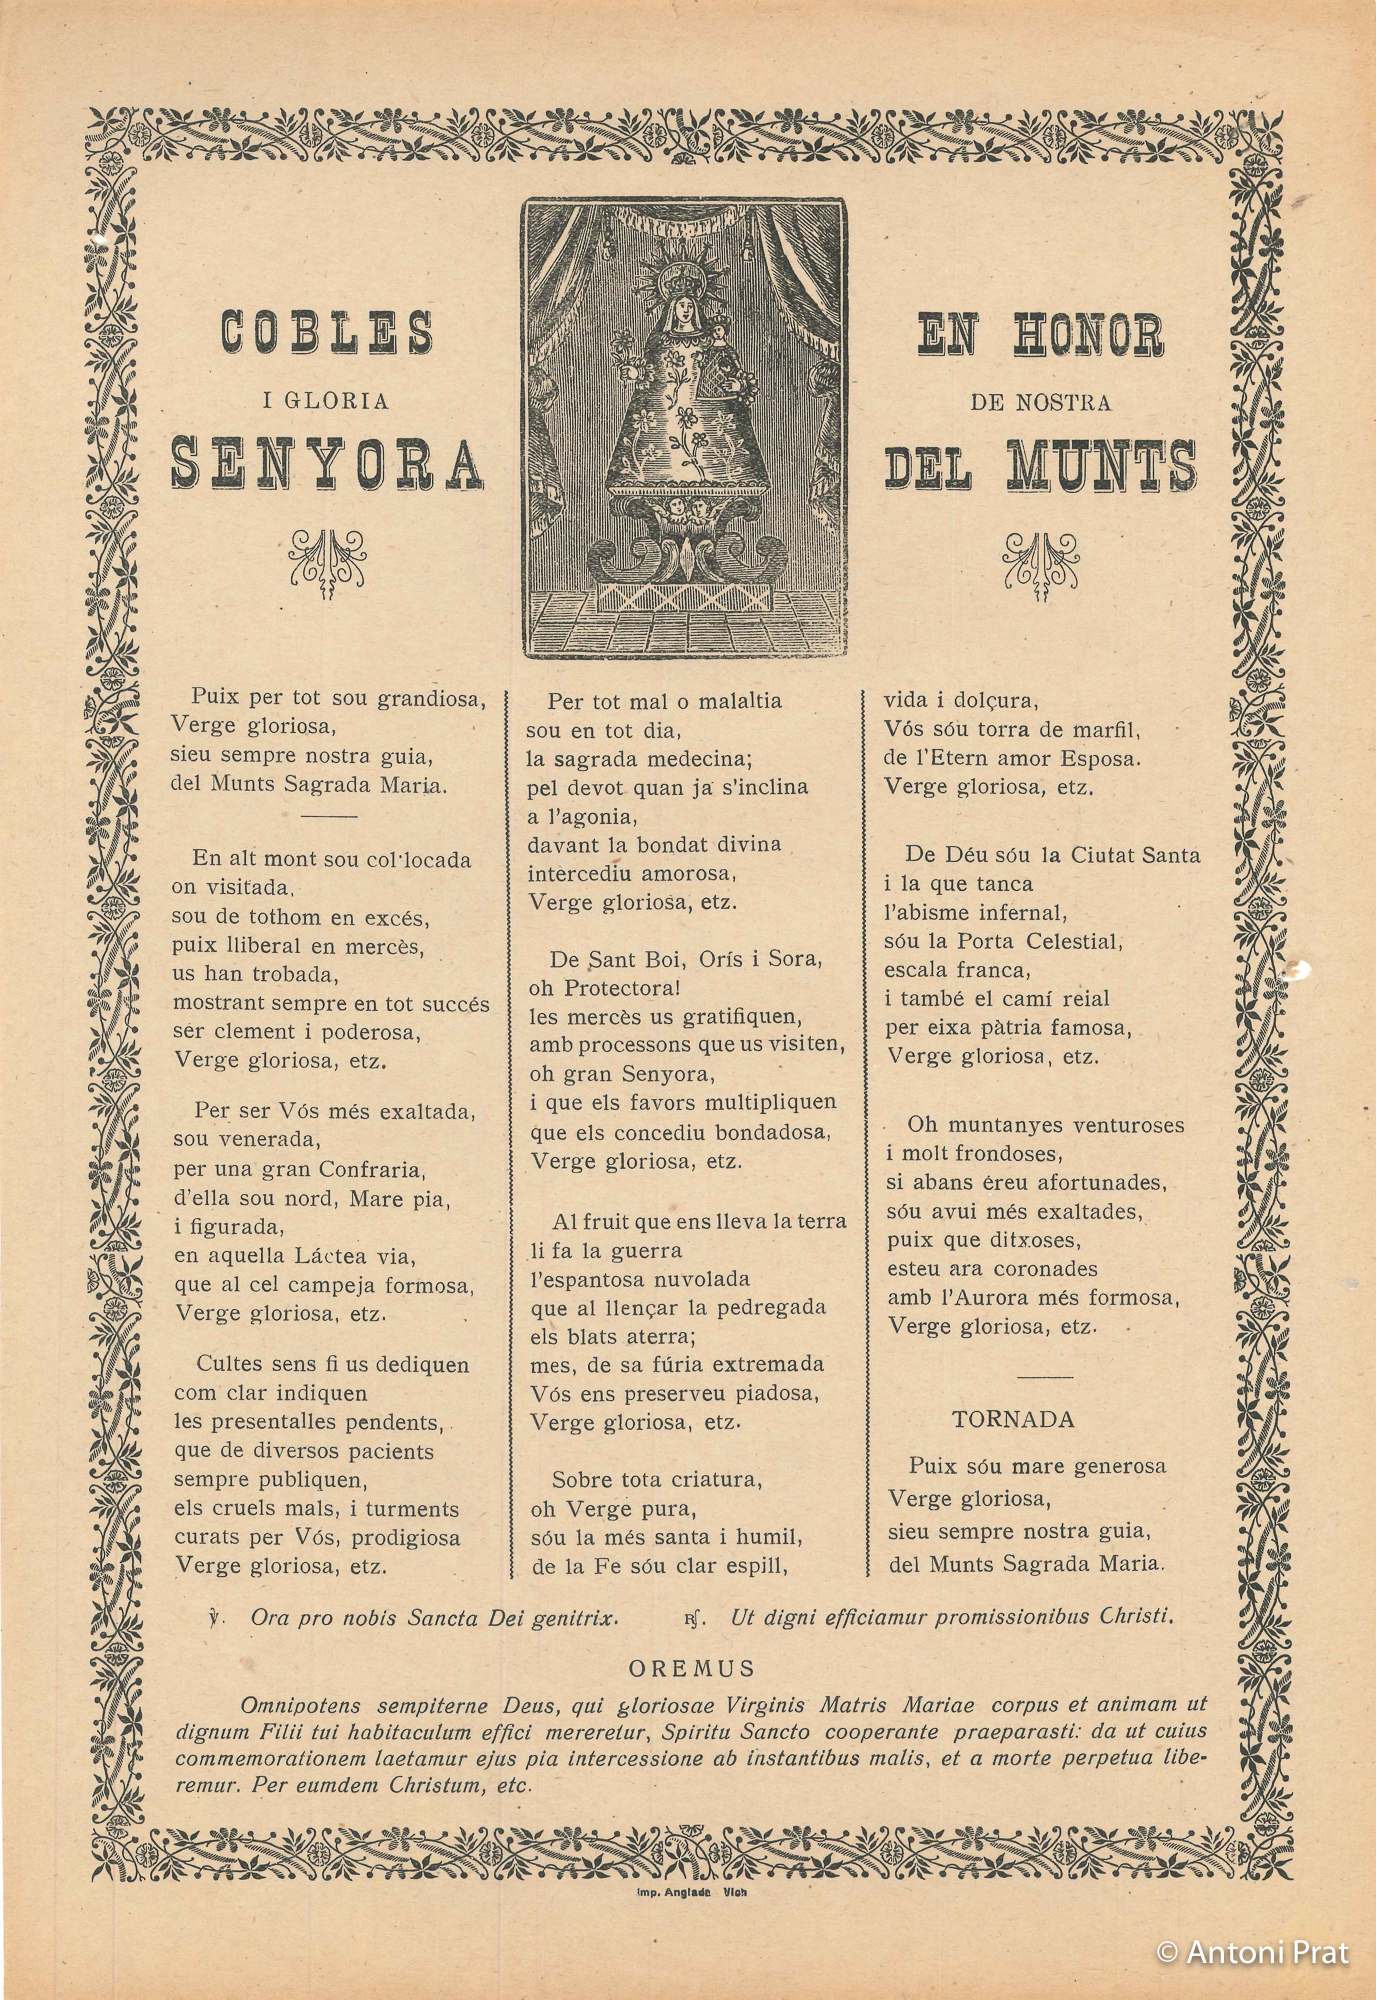 COBLES EN HONOR
I GLORIA DE NOSTRA
SENYORA DEL MUNTS
Puix per tot sou grandiosa,
Verge gloriosa,
sieu sempre nostra guia,
del Munts Sagrada Maria.
En alt mont sou col·locada
on visitada,
sou de tothom en excés,
puix lliberal en mercès,
us han trobada,
mostrant sempre en tot succés
ser clement i poderosa,
Verge gloriosa, etz.
Per ser Vós més exaltada,
sou venerada,
per una gran Confraria,
d'ella sou nord, Mare pia,
i figurada,
en aquella Láctea via,
que al cel campeja formosa,
Verge gloriosa, etz.
Cultes sens fi us dediquen
com clar indiquen
les presentalles pendents,
que de diversos pacients
sempre publiquen,
els cruels mals, i turments
curats per Vós, prodigiosa
Verge gloriosa, etz.
Per tot mal o malaltia
sou en tot dia,
la sagrada medecina;
pel devot quan ja s'inclina
a l'agonia,
davant la bondat divina
intercediu amorosa,
Verge gloriosa, etz.
De Sant Boi, Orís i Sora,
oh Protectora!
les mercès us gratifiquen,
amb processons que us visiten,
oh gran Senyora,
i que els favors multipliquen
que els concediu bondadosa,
Verge gloriosa, etz.
Al fruit que ens lleva la terra
li fa la guerra
l'espantosa nuvolada
que al llençar la pedregada
els blats aterra;
mes, de sa fúria extremada
Vós ens preserveu piadosa,
Verge gloriosa, etz.
Sobre tota criatura,
oh Verge pura,
sóu la més santa i humil,
de la Fe sóu clar espill,
vida i dolçura,
Vós sóu torra de marfil,
de l'Etern amor Esposa.
Verge gloriosa, etz.
De Déu sóu la Ciutat Santa
i la que tanca
l'abisme infernal,
sóu la Porta Celestial,
escala franca,
i també el camí reial
per eixa pàtria famosa,
Verge gloriosa, etz.
Oh muntanyes venturoses
i molt frondoses,
si abans éreu afortunades,
sóu avui més exaltades,
puix que ditxoses,
esteu ara coronades
amb l'Aurora més formosa,
Verge gloriosa, etz.
TORNADA
Puix sóu mare generosa
Verge gloriosa,
sieu sempre nostra guia,
del Munts Sagrada Maria.
℣. Ora pro nobis Sancta Dei genitrix. ℟. Ut digni efficiamur promissionibus Christi.
OREMUS
Omnipotens sempiterne Deus, qui gloriosae Virginis Matris Mariae corpus et animam ut
dignum Filii tui habitaculum effici mereretur, Spiritu Sancto cooperante praeparasti: da ut cuius
commemorationem laetamur ejus pia intercessione ab instantibus malis, et a morte perpetua libe-
remur. Per eumdem Christum, etc.
Imp. Anglada Vich
© Antoni Prat